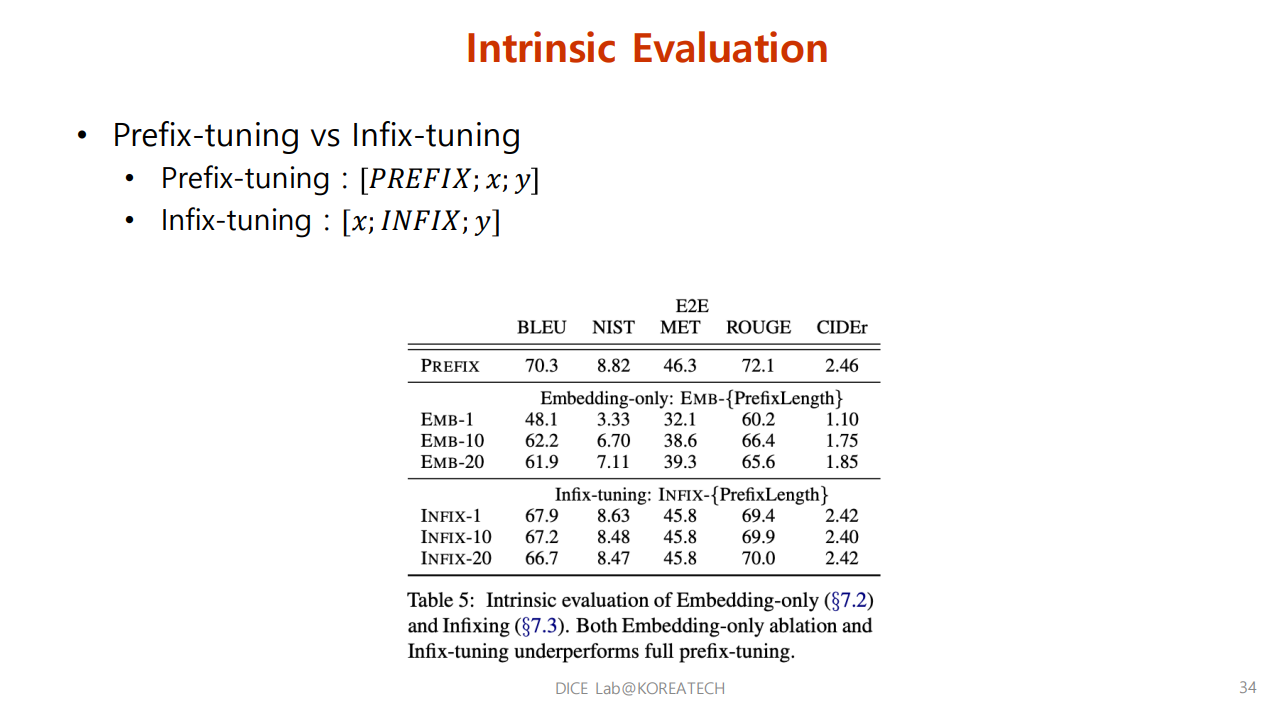 Intrinsic Evaluation
• Prefix-tuning vs Infix-tuning
• Prefix-tuning : [PREFIX; x; y]
• Infix-tuning : [x; INFIX; y]
E2E
BLEU NIST MET ROUGE CIDEr
PREFIX 70.3 8.82 46.3 72.1 2.46
Embedding-only: EMB-{PrefixLength}
EMB-1 48.1 3.33 32.1 60.2 1.10
EMB-10 62.2 6.70 38.6 66.4 1.75
EMB-20 61.9 7.11 39.3 65.6 1.85
Infix-tuning: INFIX-{PrefixLength}
INFIX-1 67.9 8.63 45.8 69.4 2.42
INFIX-10 67.2 8.48 45.8 69.9 2.40
INFIX-20 66.7 8.47 45.8 70.0 2.42
Table 5: Intrinsic evaluation of Embedding-only (§7.2)
and Infixing (§7.3). Both Embedding-only ablation and
Infix-tuning underperforms full prefix-tuning.
DICE Lab@KOREATECH
34